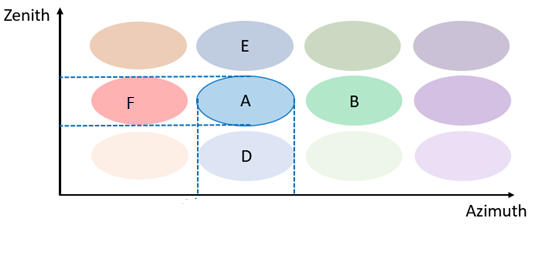 Zenith
E
F A B
D
Azimuth